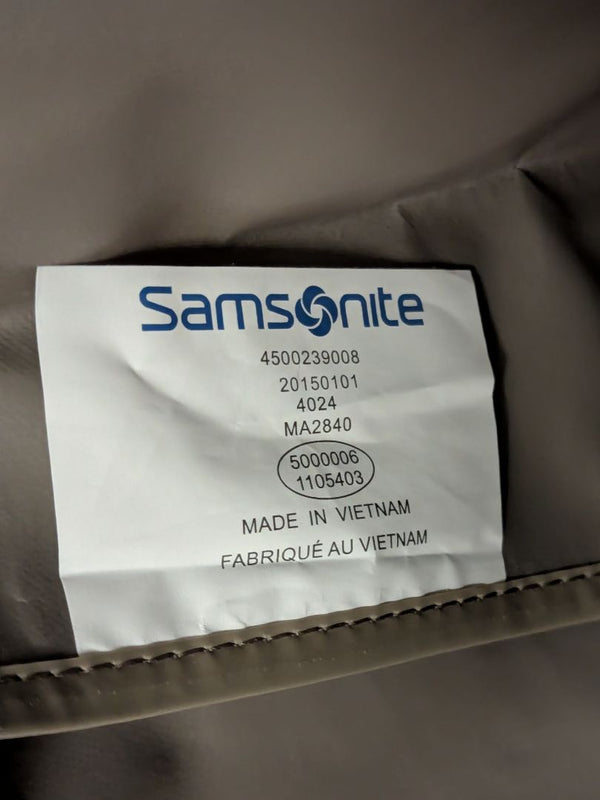 Samsonite
4500239008
20150101
4024
MA2840
5000006
1105403
MADE IN VIETNAM
FABRIQUÉ AU VIETNAM